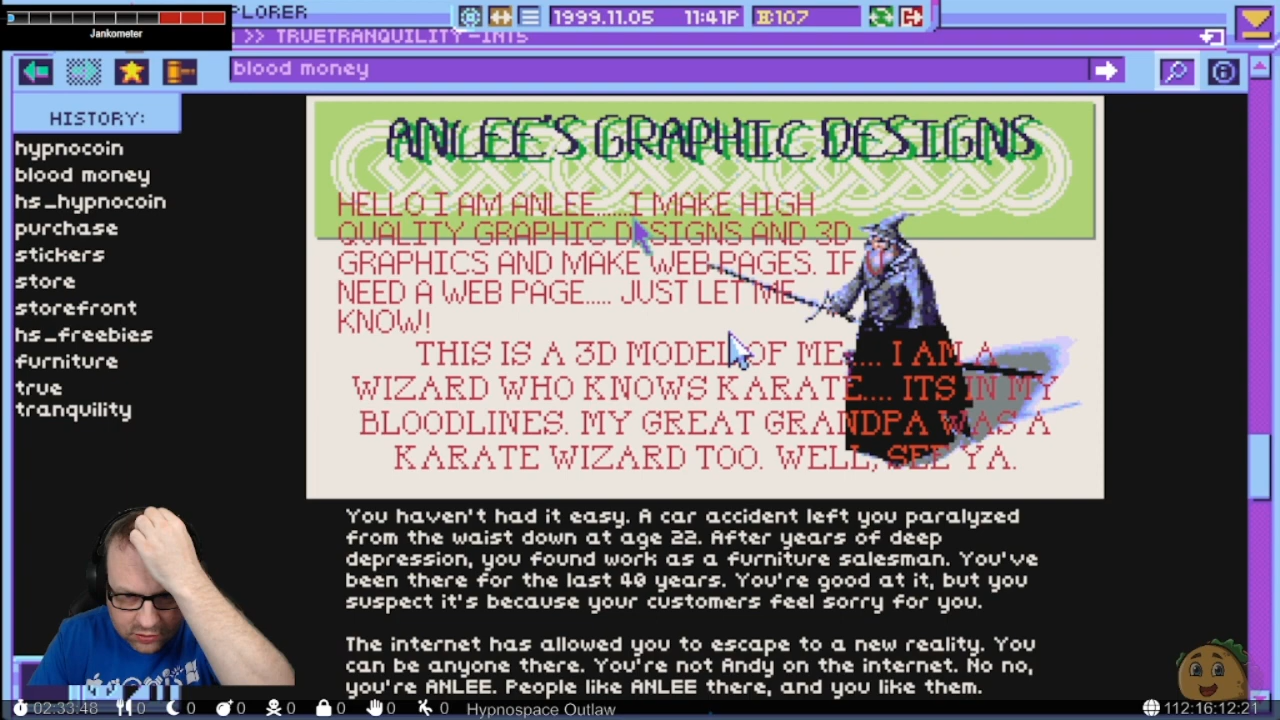 PLORER
1999.11.05 11:41P
107
Jankometer
>> TRUETRANQUILITY-INTS
blood money
HISTORY:
hypnocoin
blood money
hs_hypnocoin
purchase
stickers
store
storefront
hs_freebies
furniture
true
tranquility
ANLEE'S GRAPHIC DESIGNS
HELLO I AM ANLEE......I MAKE HIGH
QUALITY GRAPHIC DESIGNS AND 3D
GRAPHICS AND MAKE WEB PAGES. IF U
NEED A WEB PAGE..... JUST LET ME
KNOW!
THIS IS A 3D MODEL OF ME..... I AM A
WIZARD WHO KNOWS KARATE.... ITS IN MY
BLOODLINES. MY GREAT GRANDPA WAS A
KARATE WIZARD TOO. WELL, SEE YA.
You haven't had it easy. A car accident left you paralyzed
from the waist down at age 22. After years of deep
depression, you found work as a furniture salesman. You've
been there for the last 40 years. You're good at it, but you
suspect it's because your customers feel sorry for you.
The internet has allowed you to escape to a new reality. You
can be anyone there. You're not Andy on the internet. No no,
you're ANLEE. People like ANLEE there, and you like them.
02:33:48 0 0 0 0 0 0 0 Hypnospace Outlaw 112:16:12:21